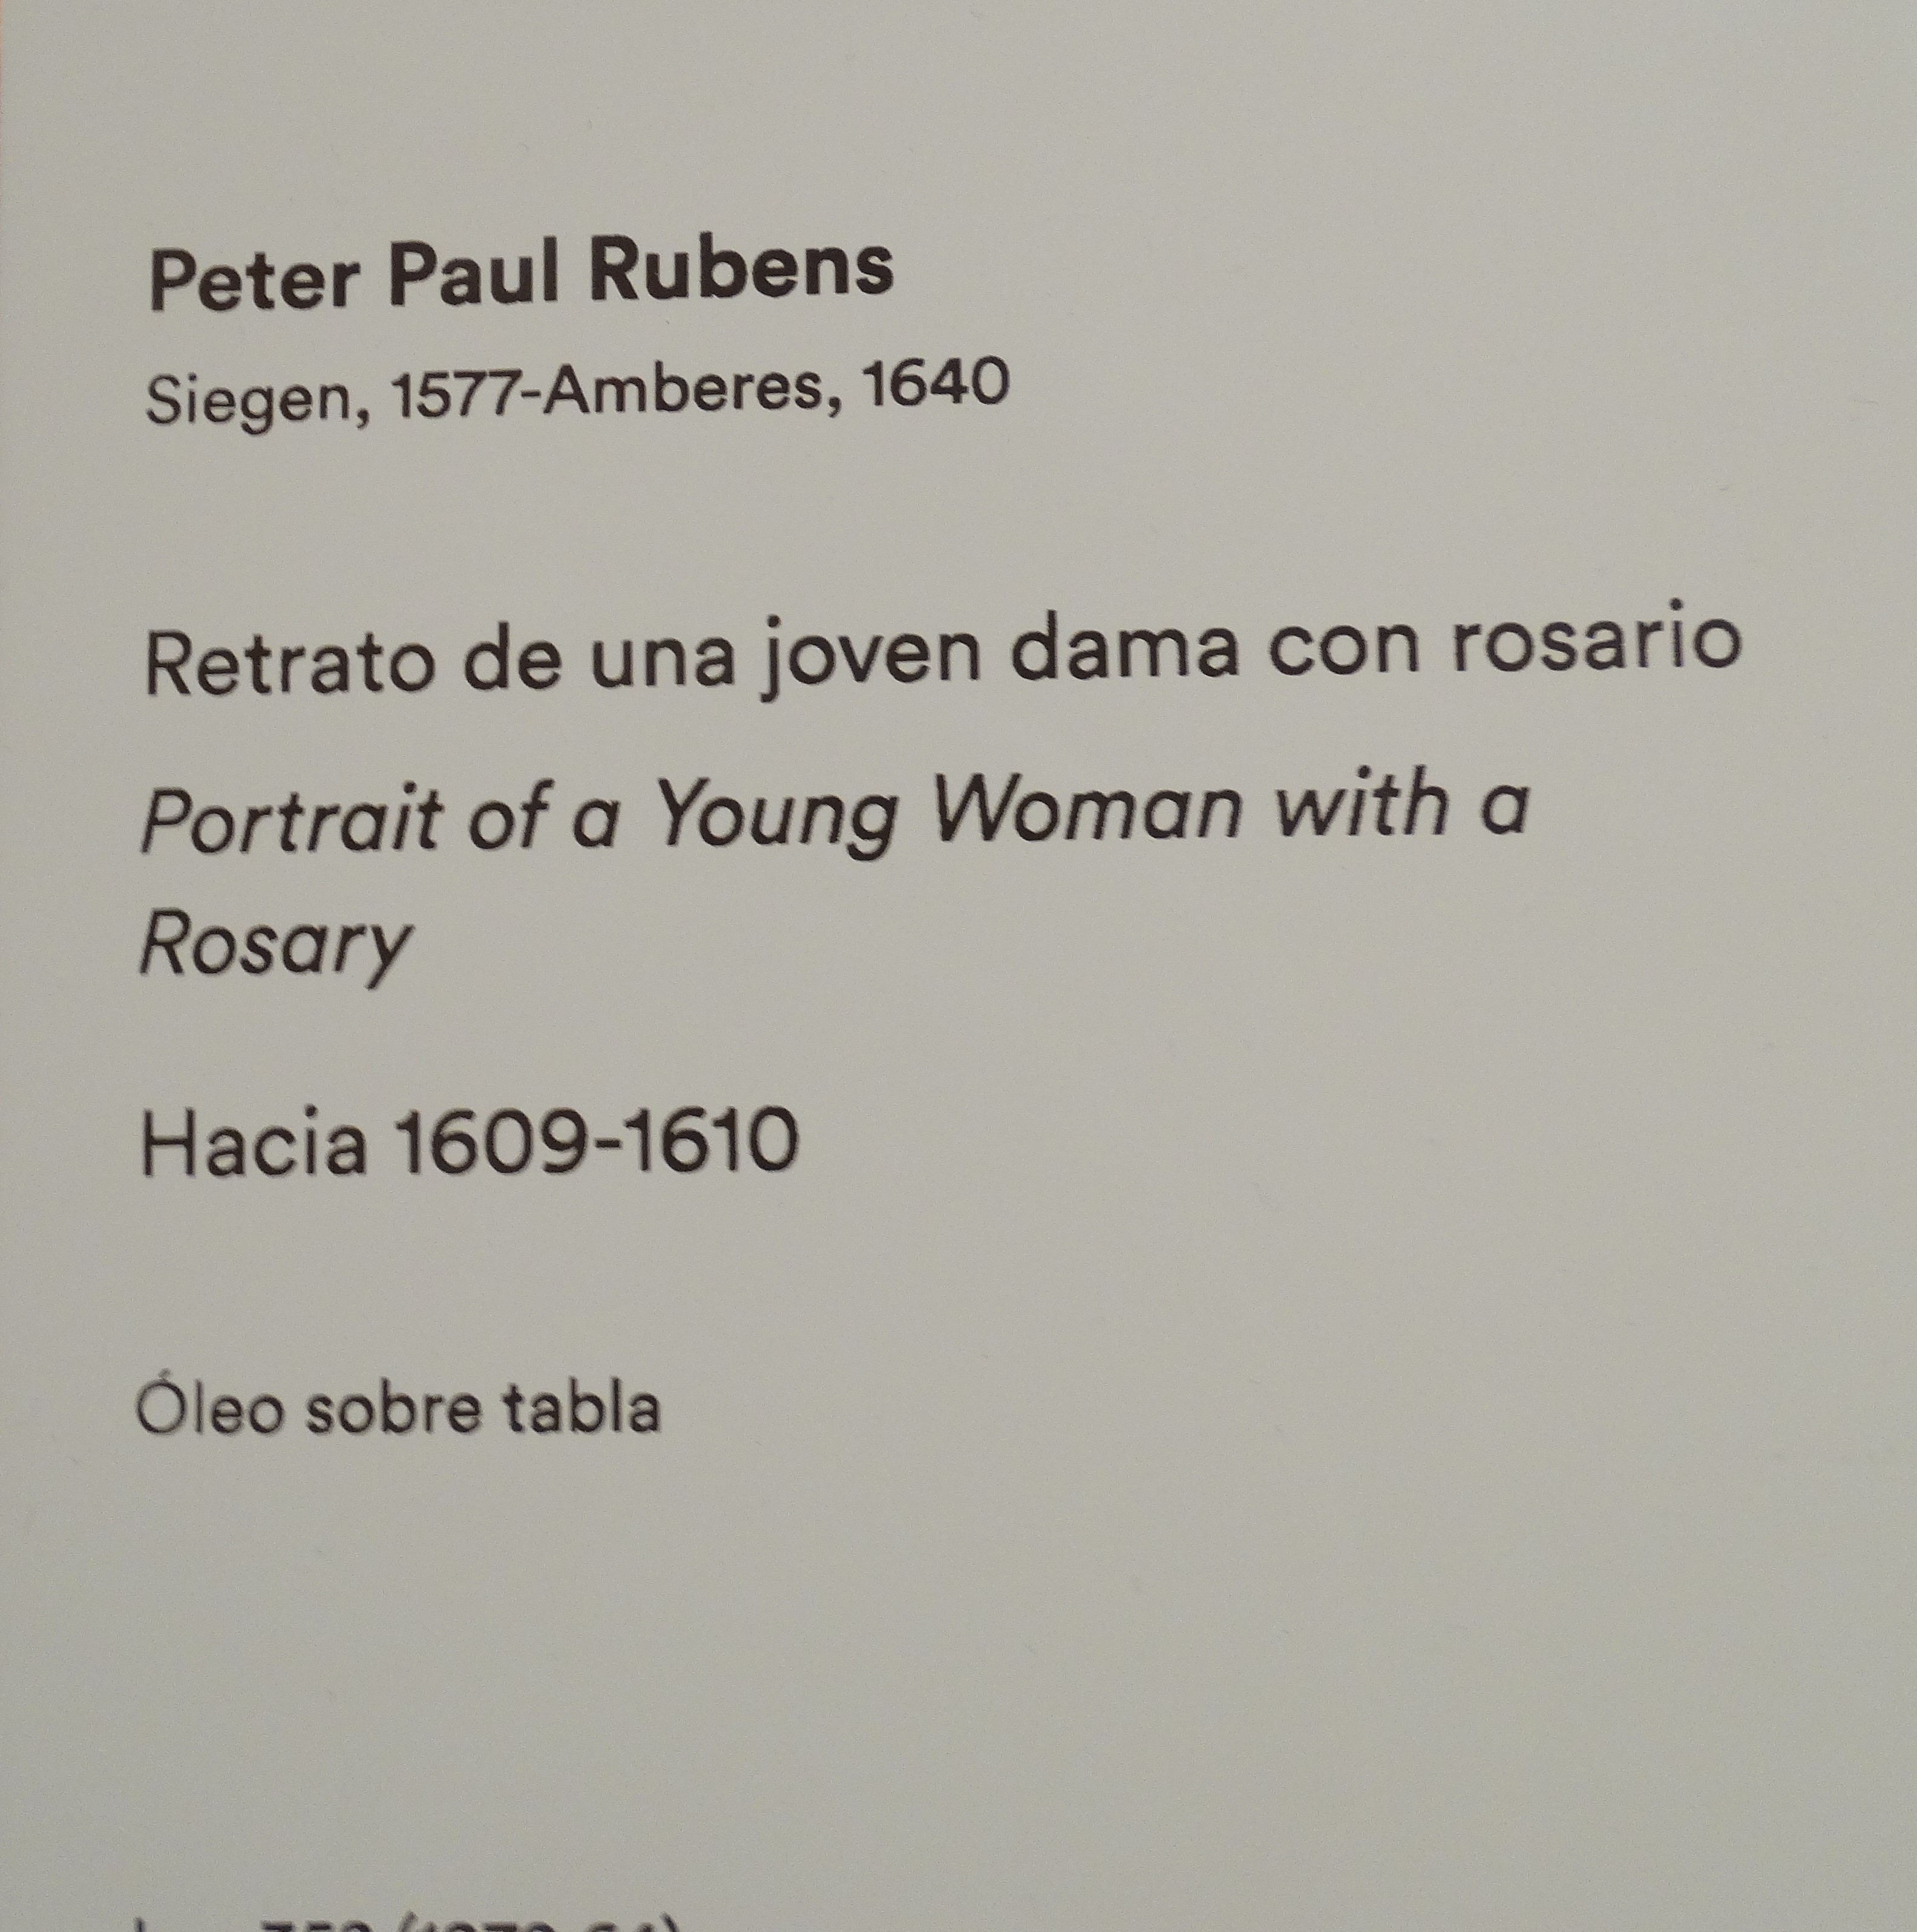 Peter Paul Rubens
Siegen, 1577-Amberes, 1640
Retrato de una joven dama con rosario
Portrait of a Young Woman with a
Rosary
Hacia 1609-1610
Óleo sobre tabla